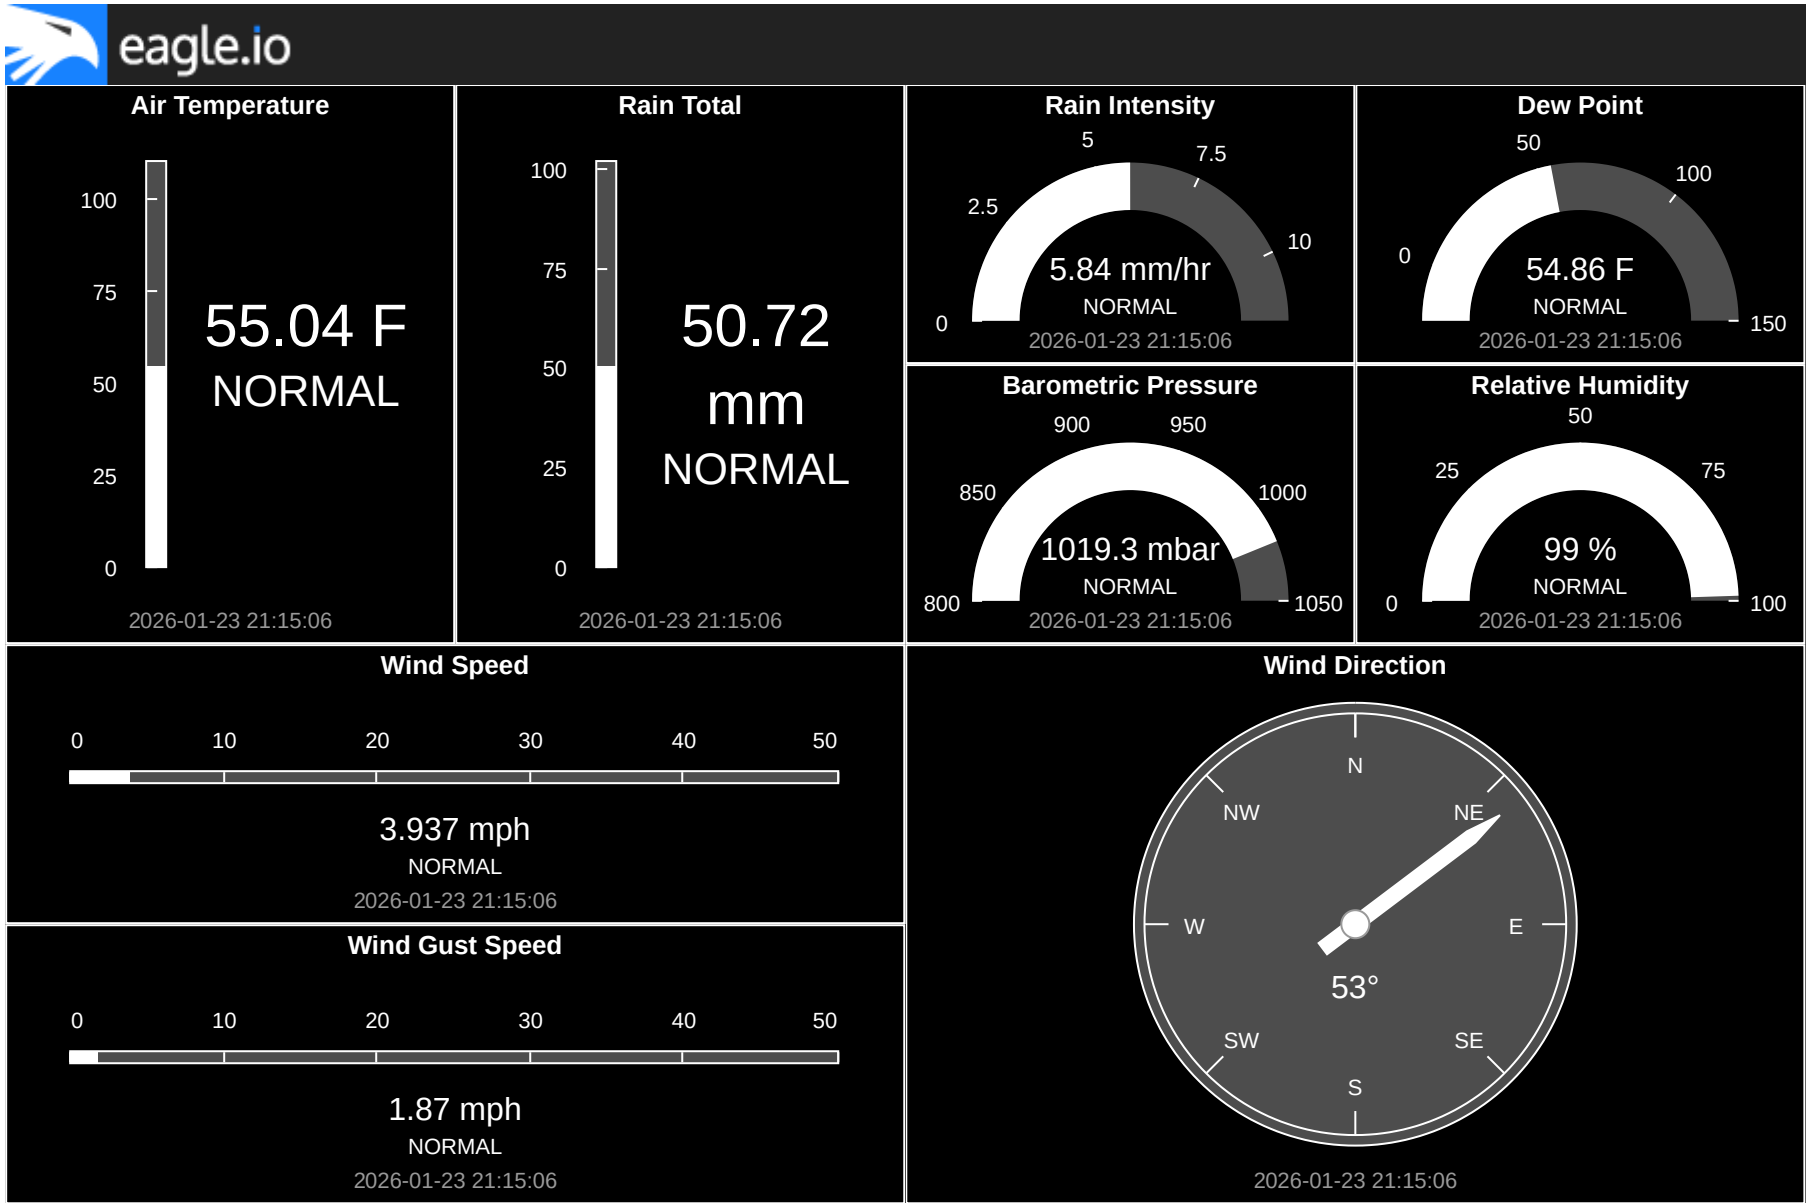 eagle.io
Air Temperature
100
75
50
25
0
55.04 F
NORMAL
2026-01-23 21:15:06
Rain Total
100
75
50
25
0
50.72
mm
NORMAL
2026-01-23 21:15:06
Rain Intensity
0
2.5
5
7.5
10
5.84 mm/hr
NORMAL
2026-01-23 21:15:06
Dew Point
0
50
100
150
54.86 F
NORMAL
2026-01-23 21:15:06
Barometric Pressure
800
850
900
950
1000
1050
1019.3 mbar
NORMAL
2026-01-23 21:15:06
Relative Humidity
0
25
50
75
100
99 %
NORMAL
2026-01-23 21:15:06
Wind Speed
0 10 20 30 40 50
3.937 mph
NORMAL
2026-01-23 21:15:06
Wind Gust Speed
0 10 20 30 40 50
1.87 mph
NORMAL
2026-01-23 21:15:06
Wind Direction
N
NW NE
W E
53°
SW SE
S
2026-01-23 21:15:06